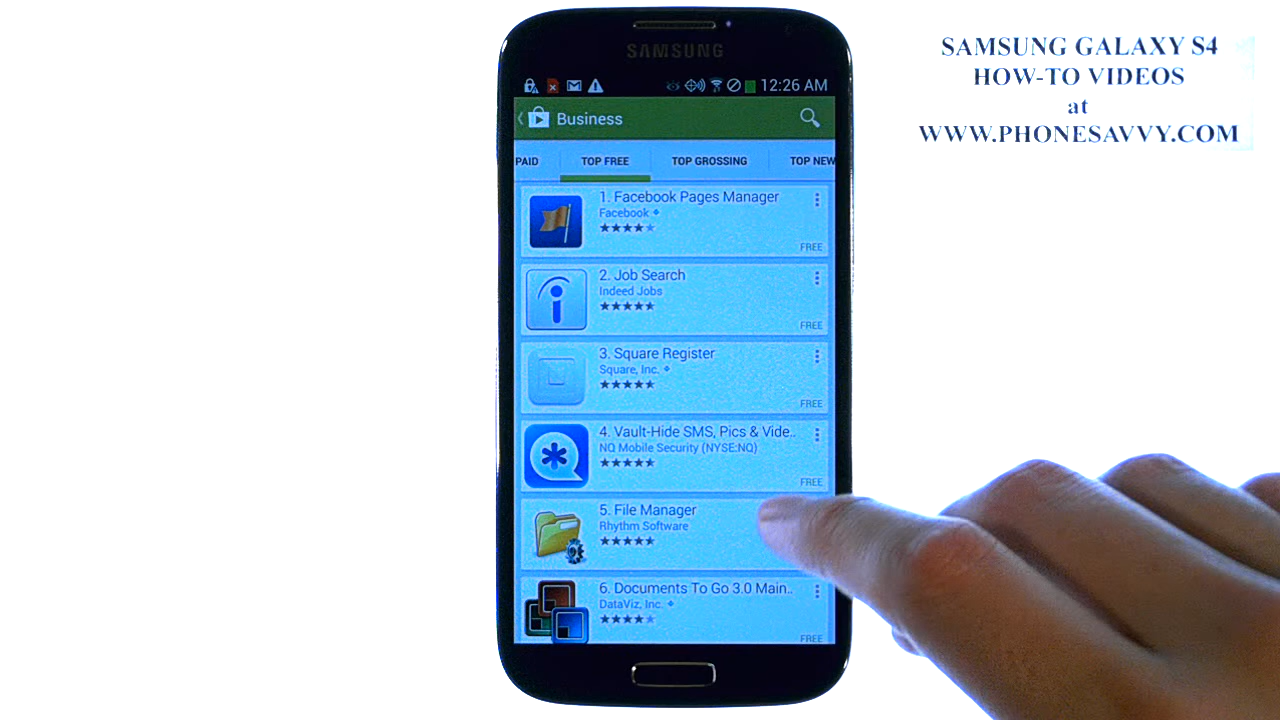 SAMSUNG GALAXY S4
HOW-TO VIDEOS
at
WWW.PHONESAVVY.COM
SAMSUNG
12:26 AM
Business
PAID
TOP FREE
TOP GROSSING
TOP NEW
1. Facebook Pages Manager
Facebook
FREE
2. Job Search
Indeed Jobs
FREE
3. Square Register
Square, Inc.
FREE
4. Vault-Hide SMS, Pics & Vide..
NQ Mobile Security (NYSE:NQ)
FREE
5. File Manager
Rhythm Software
6. Documents To Go 3.0 Main..
DataViz, Inc.
FREE